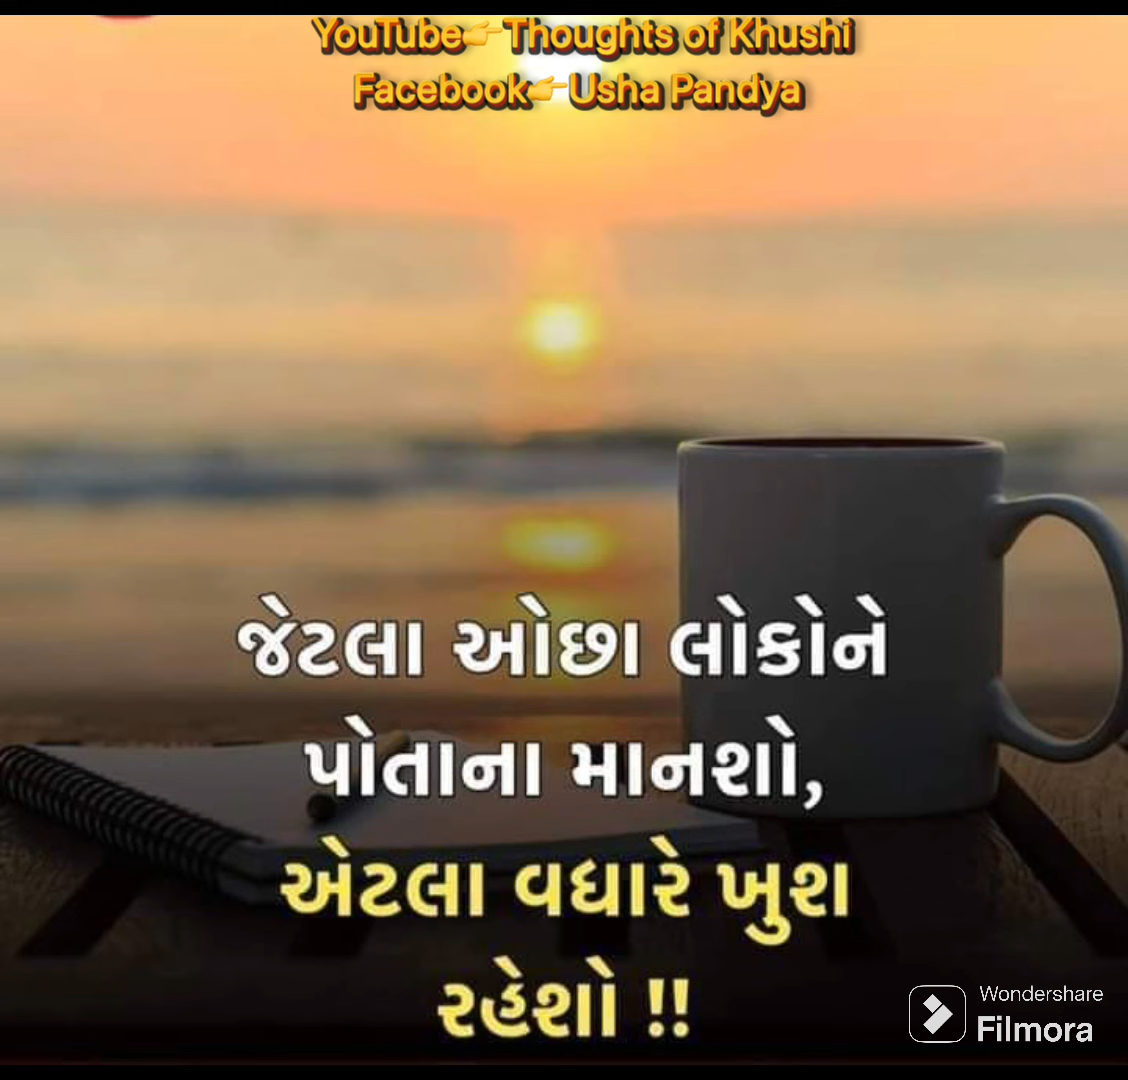 YouTube👉Thoughts of Khushi
Facebook👉Usha Pandya
જેટલા ઓછા લોકોને
પોતાના માનશો,
એટલા વધારે ખુશ
રહેશો !!
Wondershare
Filmora